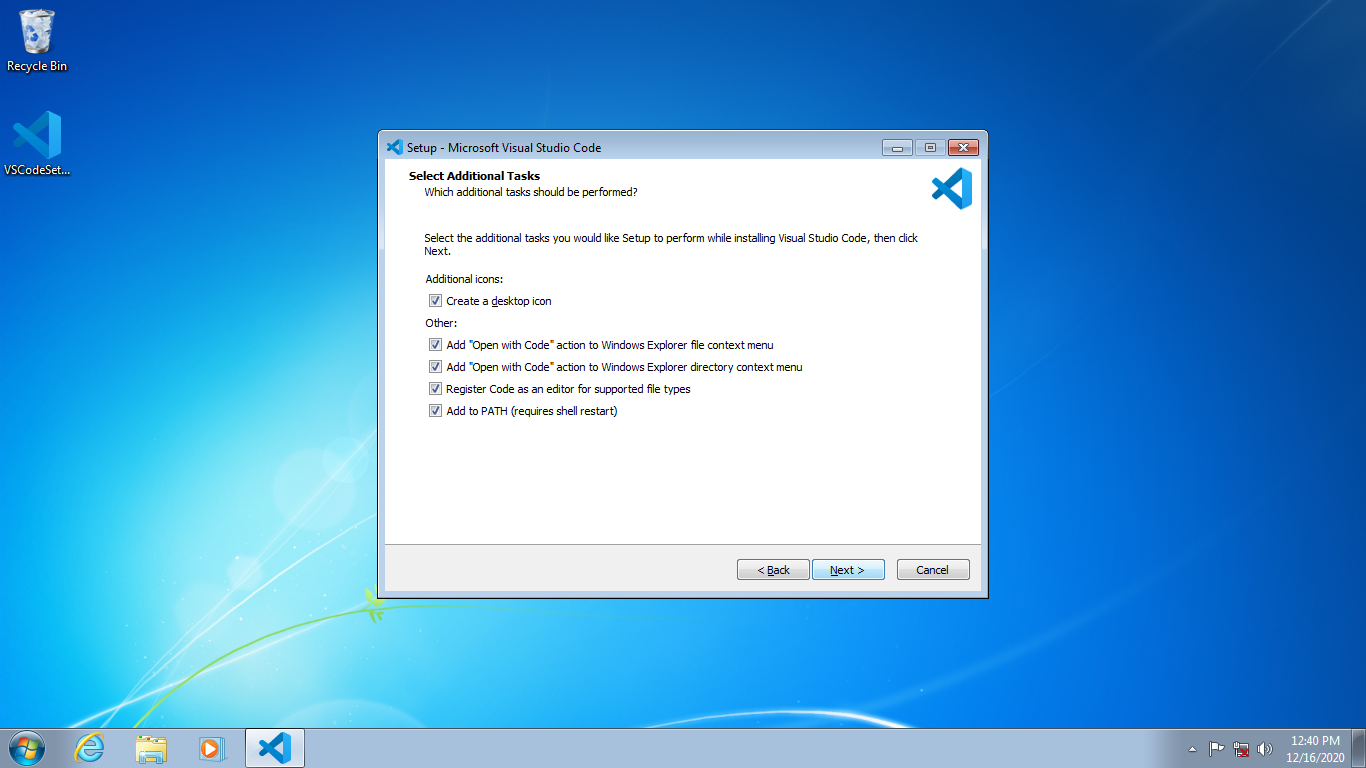 Recycle Bin
VSCodeSet...
Setup - Microsoft Visual Studio Code
Select Additional Tasks
Which additional tasks should be performed?
Select the additional tasks you would like Setup to perform while installing Visual Studio Code, then click
Next.
Additional icons:
Create a desktop icon
Other:
Add "Open with Code" action to Windows Explorer file context menu
Add "Open with Code" action to Windows Explorer directory context menu
Register Code as an editor for supported file types
Add to PATH (requires shell restart)
< Back
Next >
Cancel
12:40 PM
12/16/2020